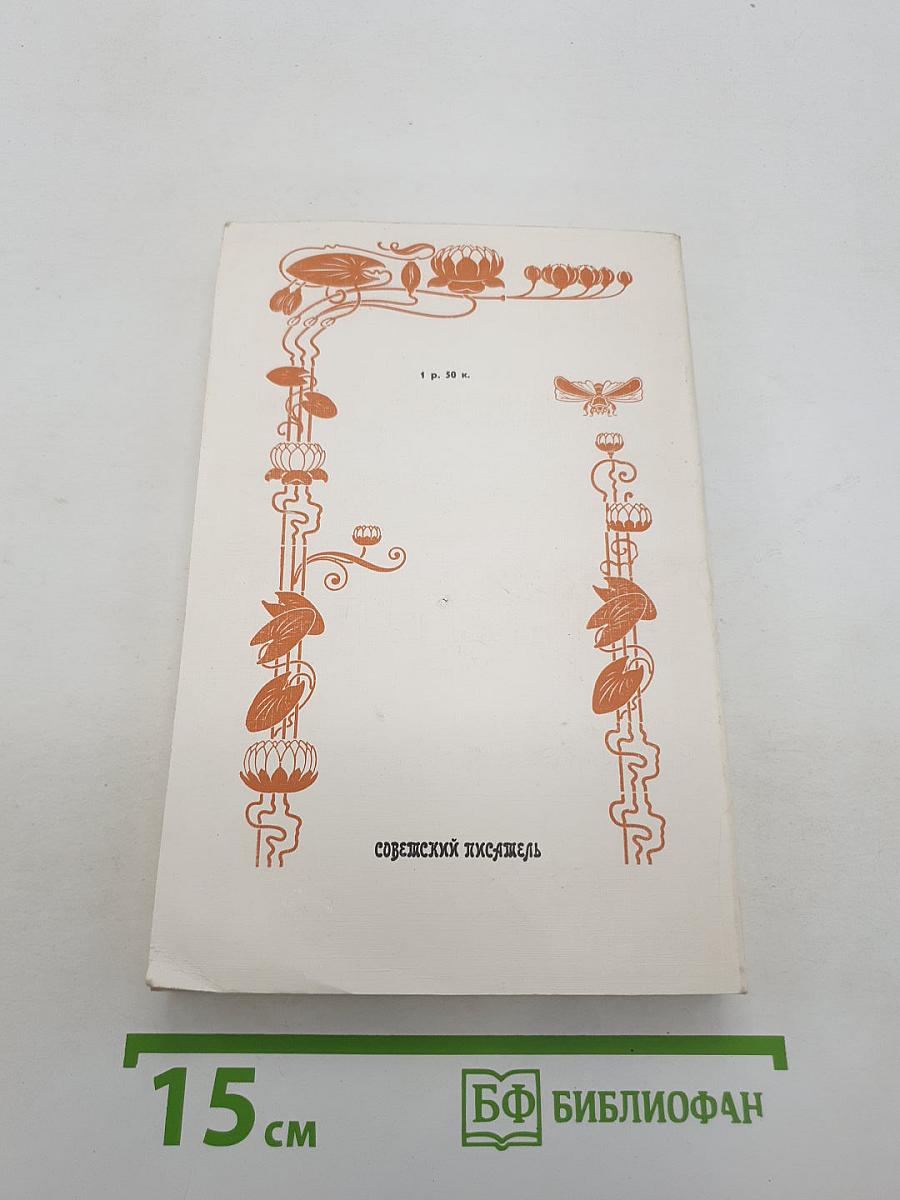 1 р. 50 к.
СОВЕТСКИЙ ПИСАТЕЛЬ
15 см
БФ БИБЛИОФАН